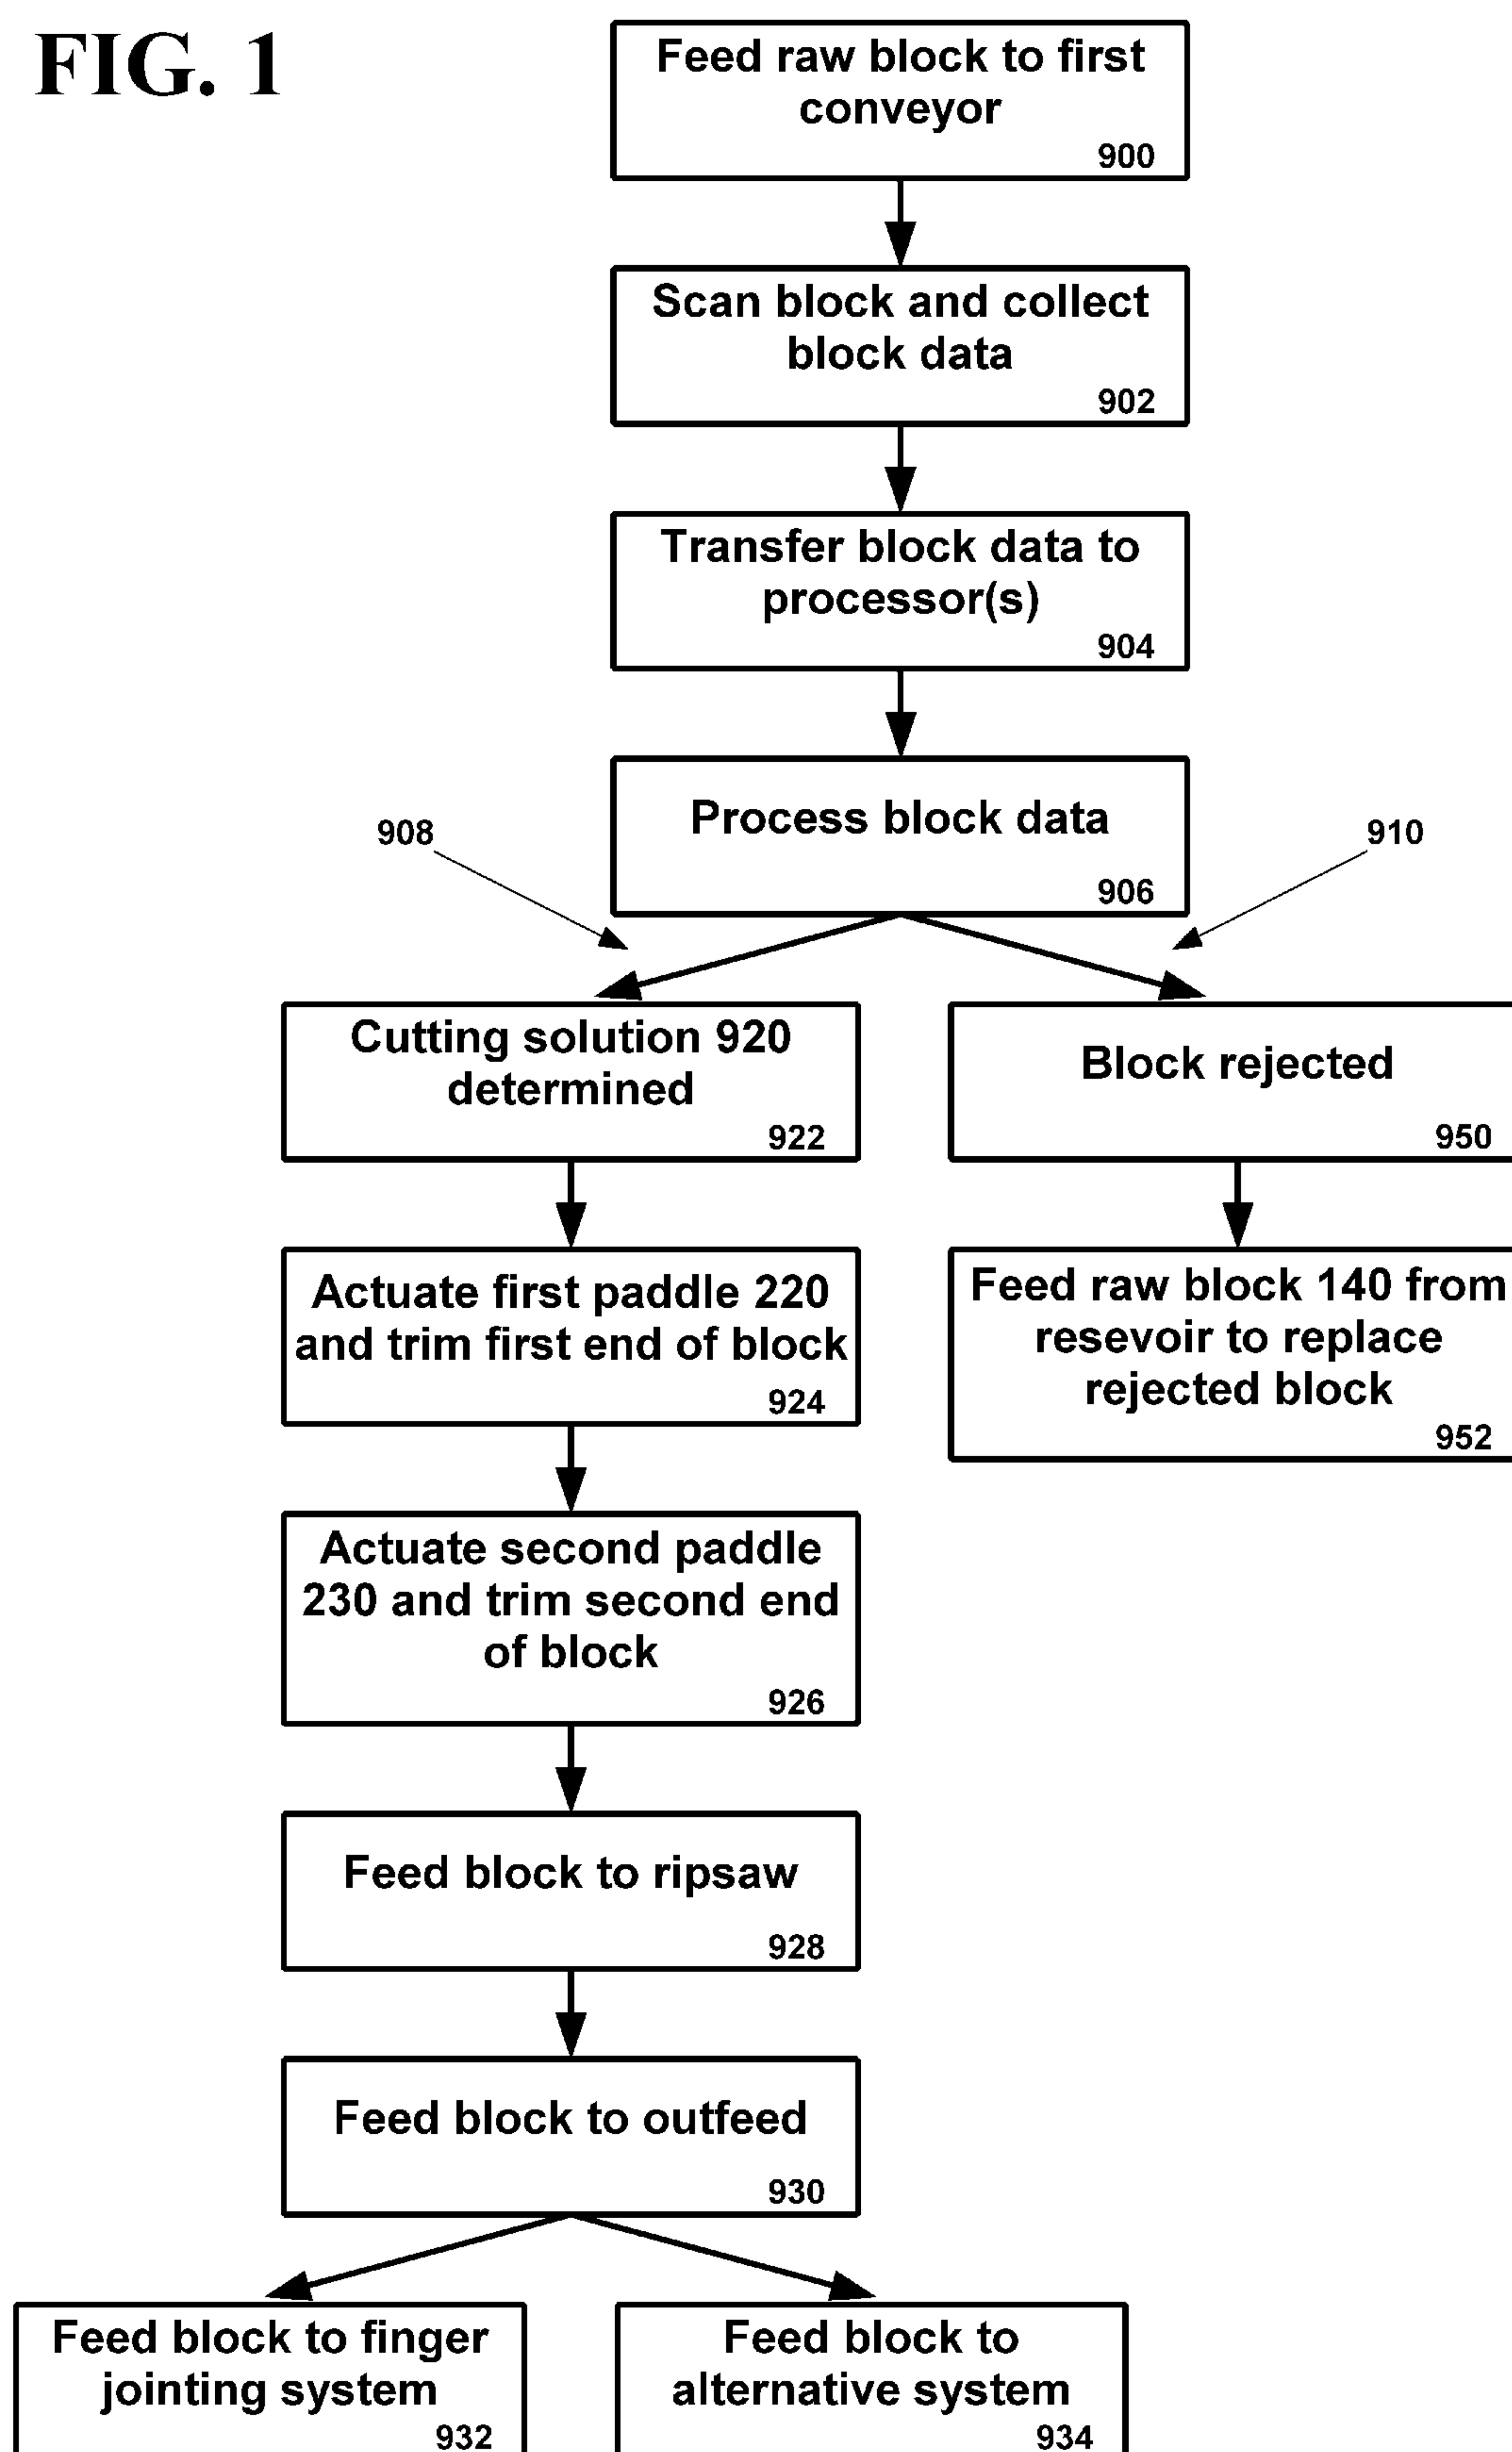 FIG. 1
Feed raw block to first
conveyor
900
Scan block and collect
block data
902
Transfer block data to
processor(s)
904
Process block data
906
908
910
Cutting solution 920
determined
922
Block rejected
950
Actuate first paddle 220
and trim first end of block
924
Feed raw block 140 from
resevoir to replace
rejected block
952
Actuate second paddle
230 and trim second end
of block
926
Feed block to ripsaw
928
Feed block to outfeed
930
Feed block to finger
jointing system
932
Feed block to
alternative system
934